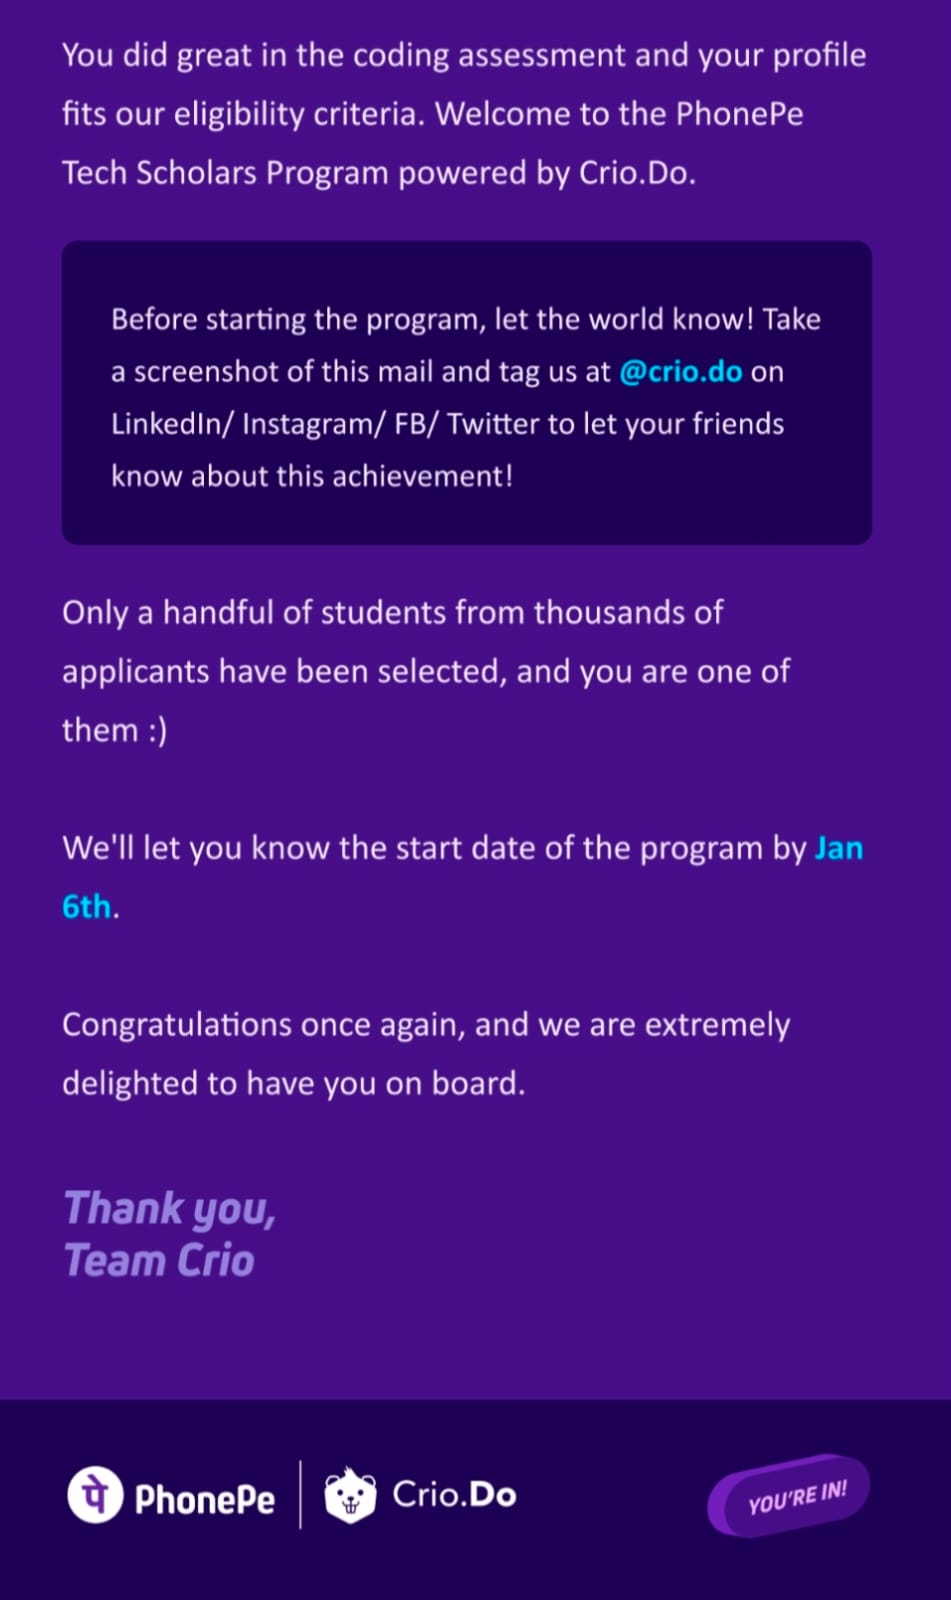 You did great in the coding assessment and your profile
fits our eligibility criteria. Welcome to the PhonePe
Tech Scholars Program powered by Crio.Do.
Before starting the program, let the world know! Take
a screenshot of this mail and tag us at @crio.do on
LinkedIn/ Instagram/ FB/ Twitter to let your friends
know about this achievement!
Only a handful of students from thousands of
applicants have been selected, and you are one of
them :)
We'll let you know the start date of the program by Jan
6th.
Congratulations once again, and we are extremely
delighted to have you on board.
Thank you,
Team Crio
पे PhonePe
Crio.Do
YOU'RE IN!